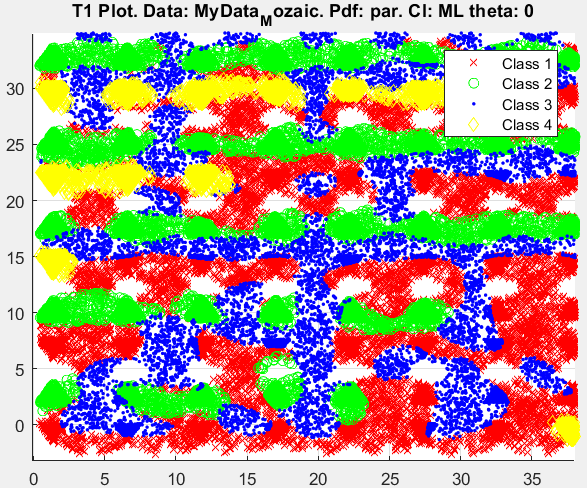 T1 Plot. Data: MyData_Mozaic. Pdf: par. Cl: ML theta: 0
Class 1
Class 2
Class 3
Class 4
30
25
20
15
10
5
0
0 5 10 15 20 25 30 35